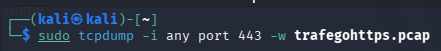 ┌──(kali㉿kali)-[~]
└─$ sudo tcpdump -i any port 443 -w trafegohttps.pcap